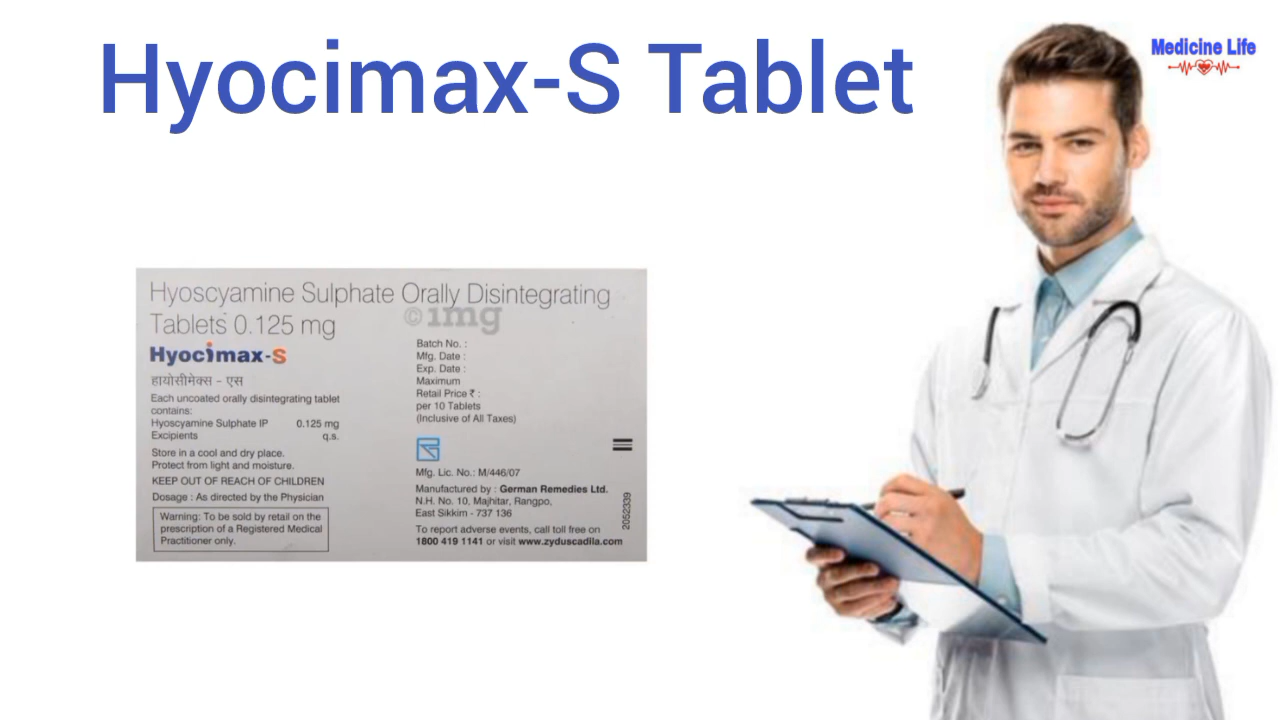 Hyocimax-S Tablet
Medicine Life
Hyoscyamine Sulphate Orally Disintegrating
Tablets 0.125 mg
©img
Hyocimax-S
हायोसीमेक्स - एस
Each uncoated orally disintegrating tablet
contains:
Hyoscyamine Sulphate IP 0.125 mg
Excipients q.s.
Store in a cool and dry place.
Protect from light and moisture.
KEEP OUT OF REACH OF CHILDREN
Dosage : As directed by the Physician
Warning: To be sold by retail on the
prescription of a Registered Medical
Practitioner only.
Batch No. :
Mfg. Date :
Exp. Date :
Maximum
Retail Price ₹ :
per 10 Tablets
(Inclusive of All Taxes)
Mfg. Lic. No.: M/446/07
Manufactured by : German Remedies Ltd.
N.H. No. 10, Majhitar, Rangpo,
East Sikkim - 737 136
To report adverse events, call toll free on
1800 419 1141 or visit www.zyduscadila.com
2052339